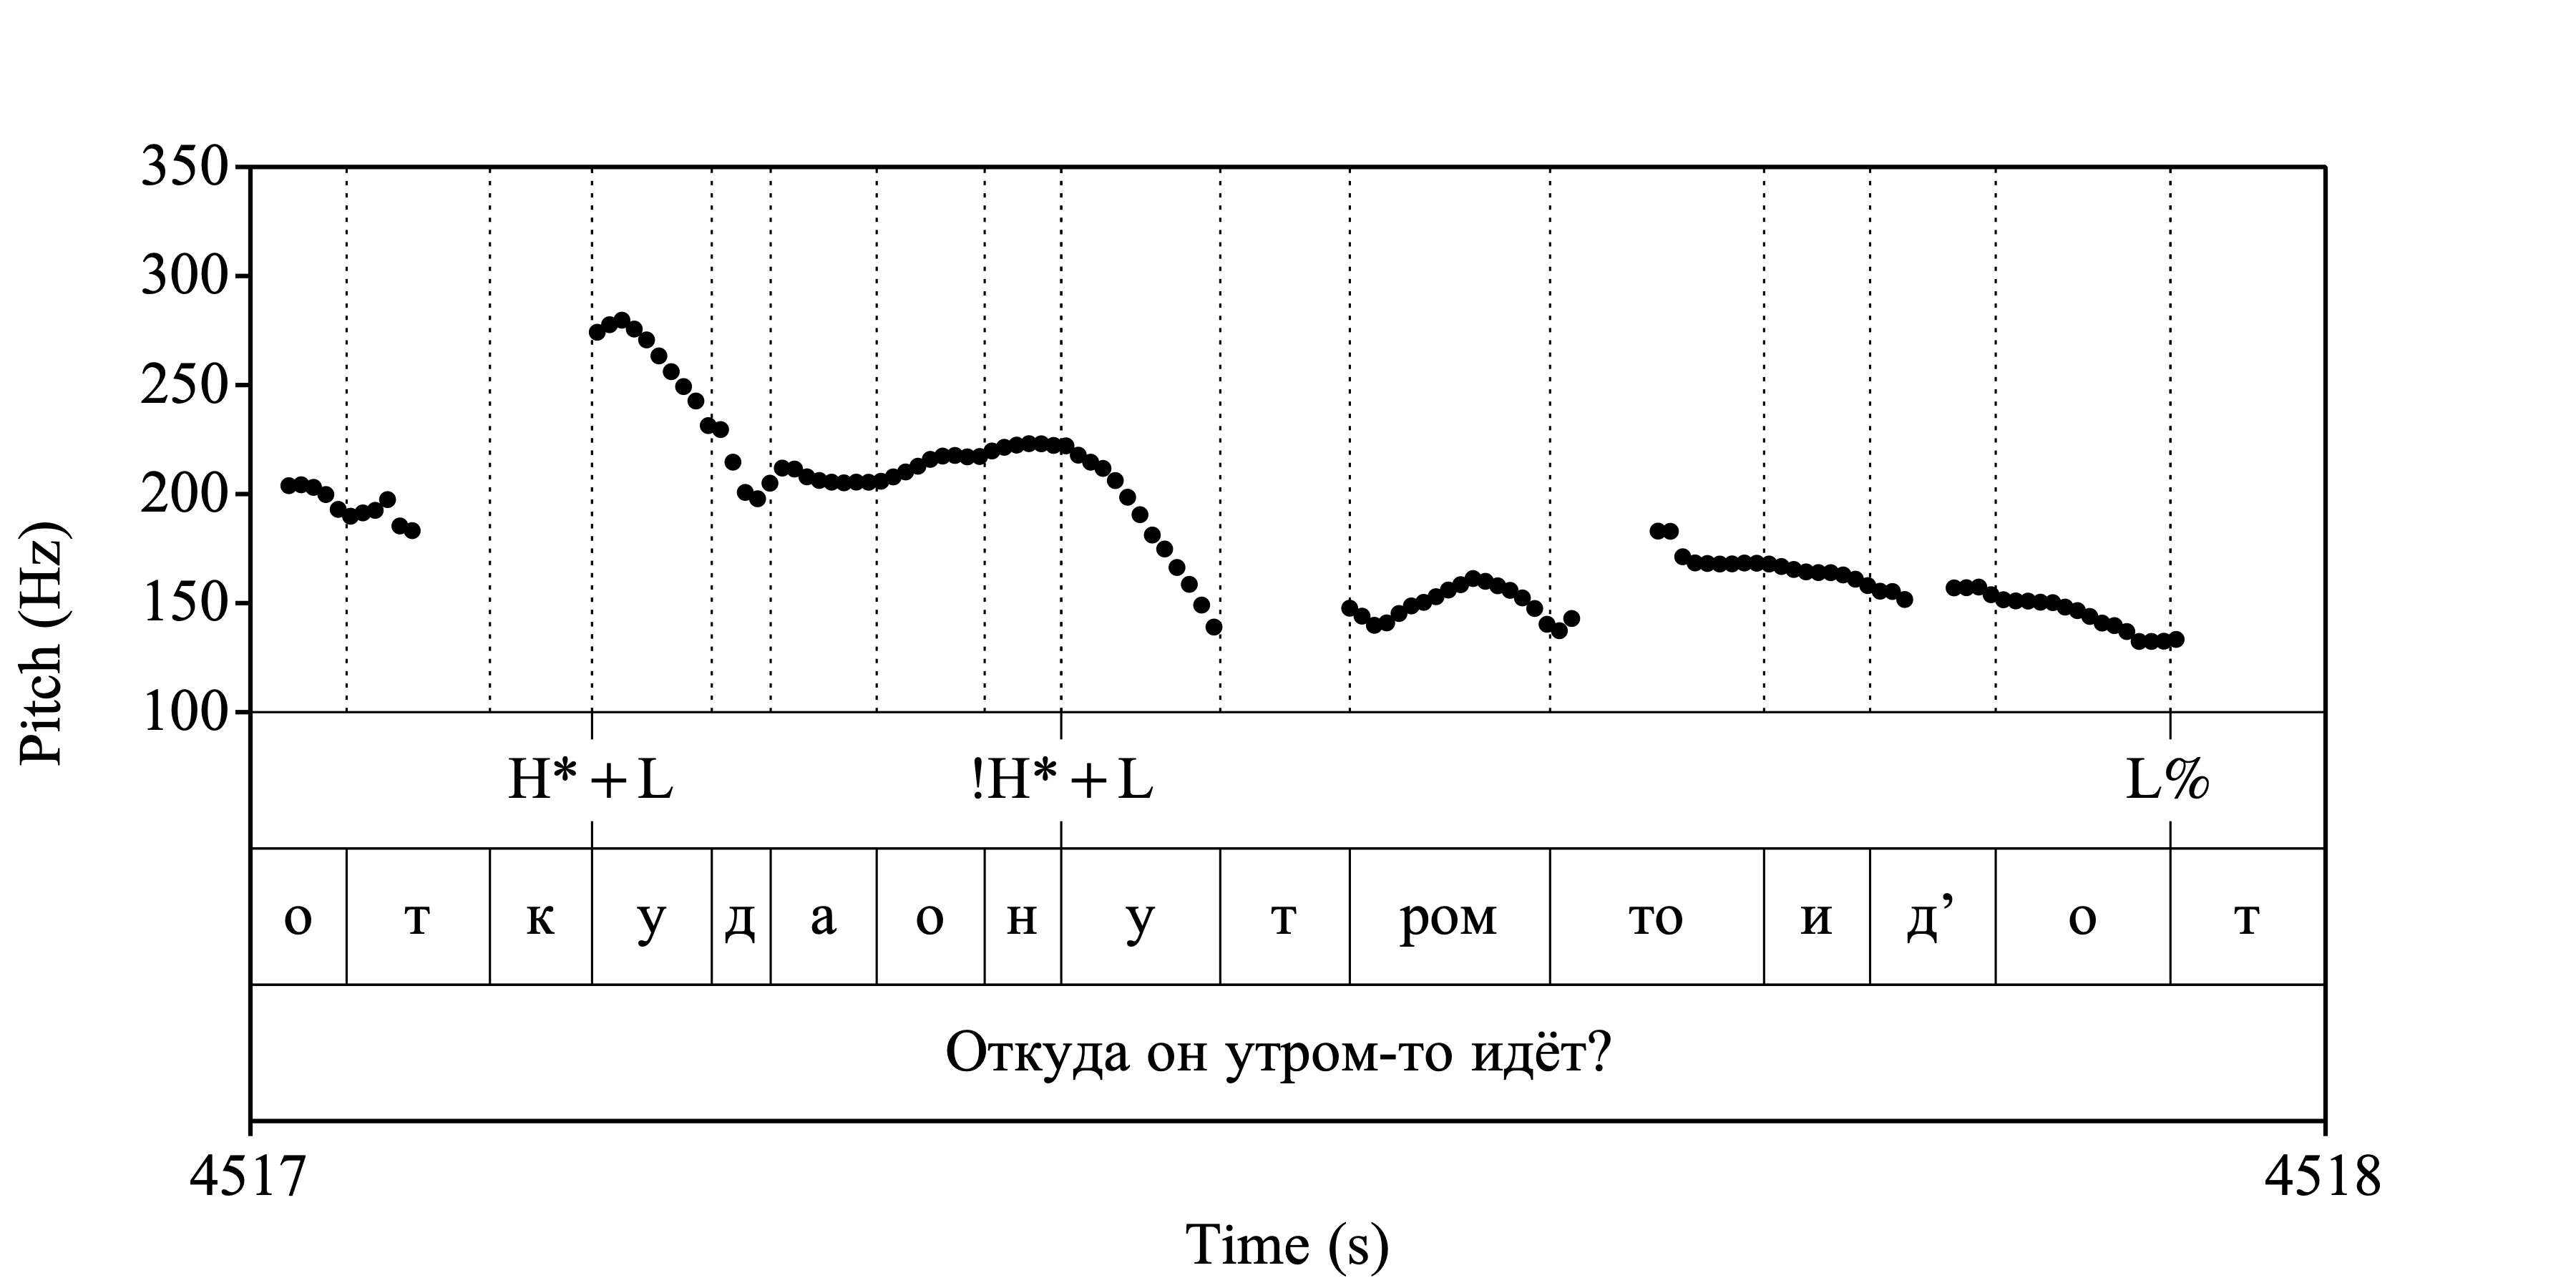 350
300
250
200
150
100
Pitch (Hz)
H* + L !H* + L L%
о т к у д а о н у т ром то и д’ о т
Откуда он утром-то идёт?
4517 4518
Time (s)